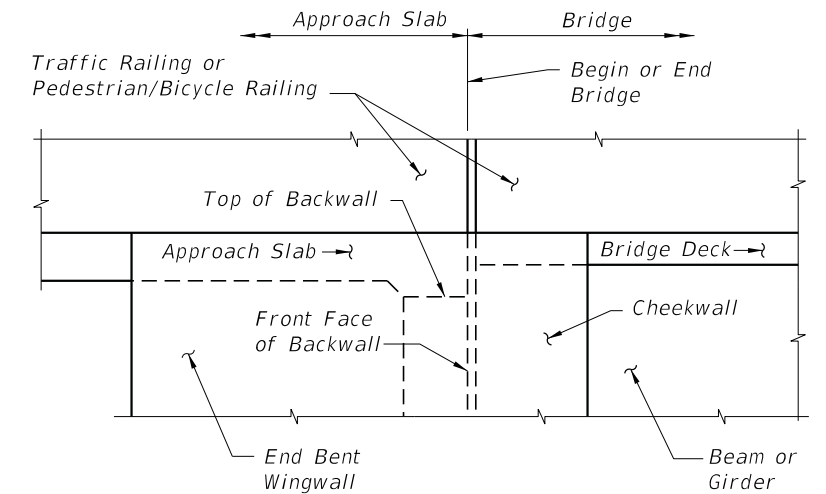 Approach Slab
Bridge
Traffic Railing or
Pedestrian/Bicycle Railing
Begin or End
Bridge
Top of Backwall
Approach Slab
Bridge Deck
Front Face
of Backwall
Cheekwall
End Bent
Wingwall
Beam or
Girder